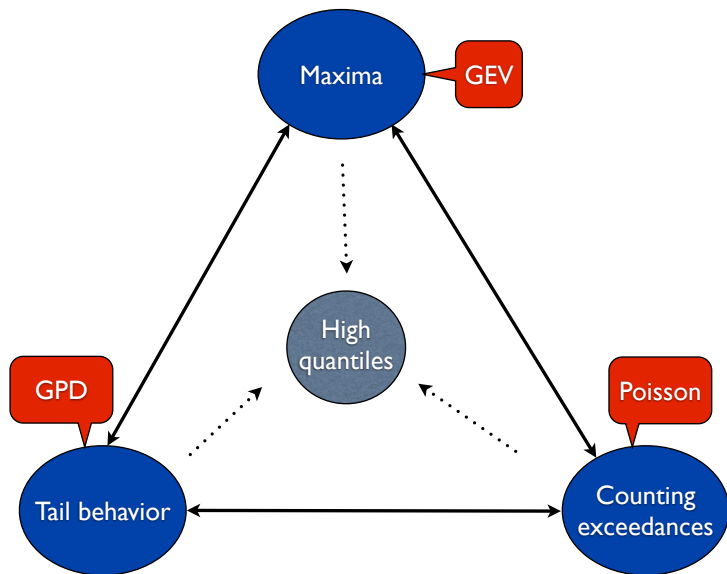 Maxima
GEV
High
quantiles
GPD
Poisson
Tail behavior
Counting
exceedances